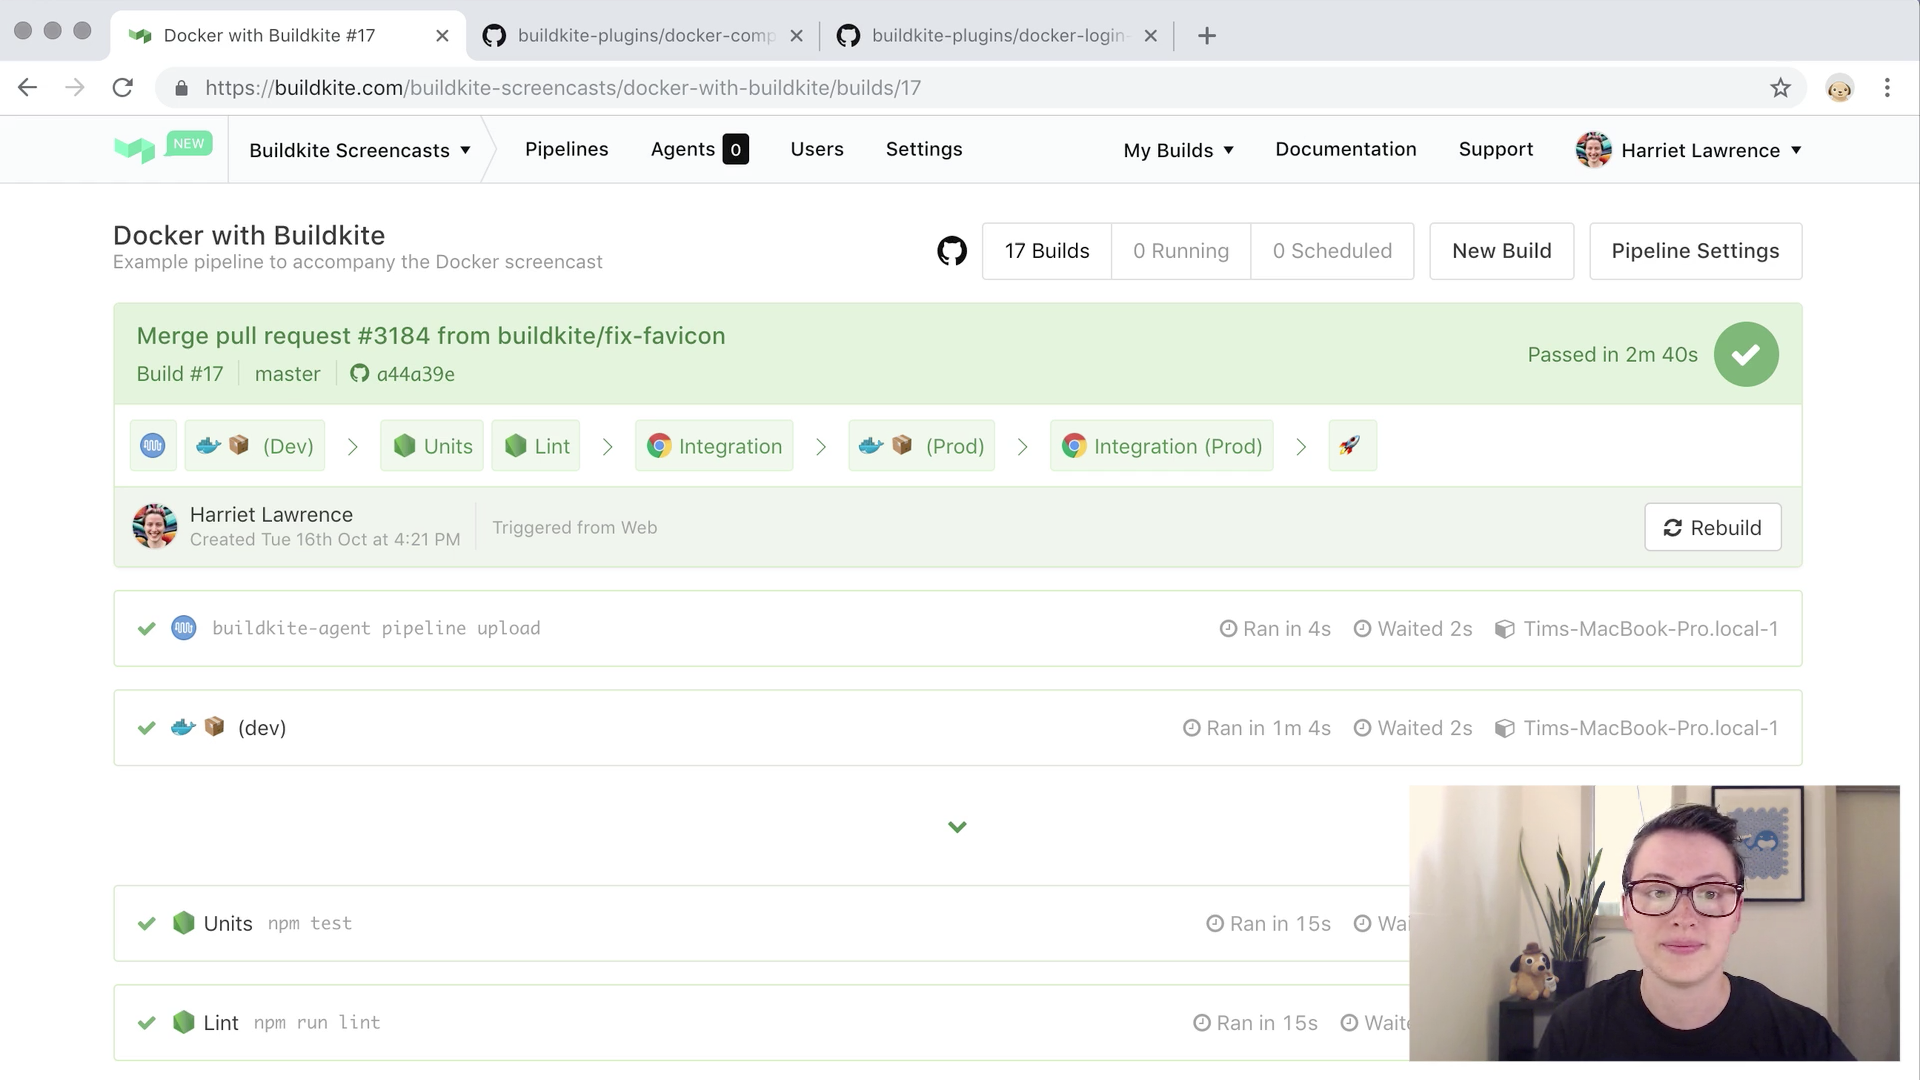 Docker with Buildkite #17
buildkite-plugins/docker-comp
buildkite-plugins/docker-login-
https://buildkite.com/buildkite-screencasts/docker-with-buildkite/builds/17
NEW
Buildkite Screencasts
Pipelines
Agents 0
Users
Settings
My Builds
Documentation
Support
Harriet Lawrence
Docker with Buildkite
Example pipeline to accompany the Docker screencast
17 Builds
0 Running
0 Scheduled
New Build
Pipeline Settings
Merge pull request #3184 from buildkite/fix-favicon
Build #17
master
a44a39e
Passed in 2m 40s
(Dev)
Units
Lint
Integration
(Prod)
Integration (Prod)
Harriet Lawrence
Created Tue 16th Oct at 4:21 PM
Triggered from Web
Rebuild
buildkite-agent pipeline upload
Ran in 4s
Waited 2s
Tims-MacBook-Pro.local-1
(dev)
Ran in 1m 4s
Waited 2s
Tims-MacBook-Pro.local-1
Units npm test
Ran in 15s
Wai
Lint npm run lint
Ran in 15s
Waite